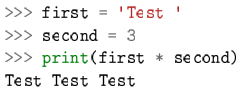 >>> first = 'Test '
>>> second = 3
>>> print(first * second)
Test Test Test